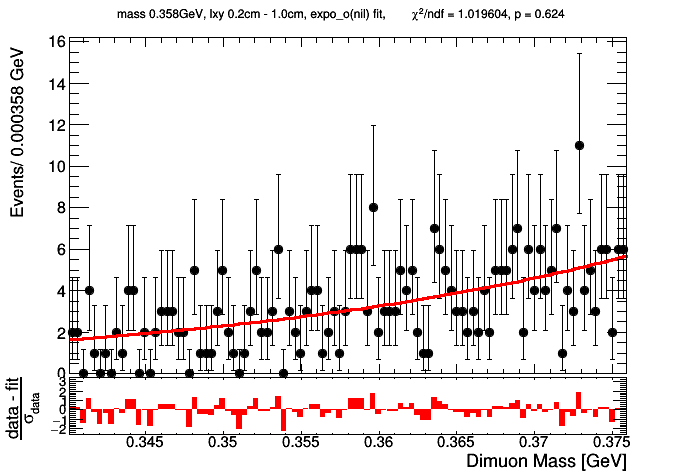 mass 0.358GeV, lxy 0.2cm - 1.0cm, expo_o(nil) fit, χ²/ndf = 1.019604, p = 0.624
Events/ 0.000358 GeV
16
14
12
10
8
6
4
2
0
data - fit
σdata
3
2
1
0
−1
−2
0.345 0.35 0.355 0.36 0.365 0.37 0.375
Dimuon Mass [GeV]